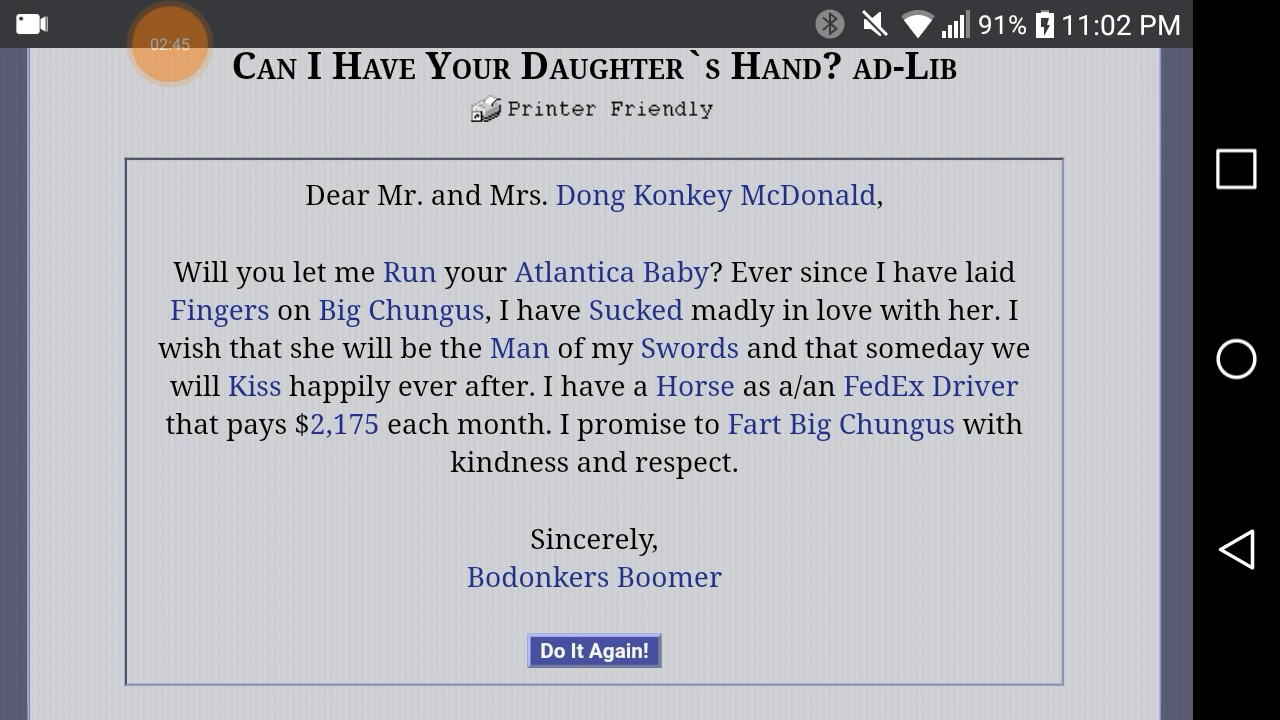 02:45
91% 11:02 PM
Can I Have Your Daughter`s Hand? ad-Lib
Printer Friendly
Dear Mr. and Mrs. Dong Konkey McDonald,
Will you let me Run your Atlantica Baby? Ever since I have laid
Fingers on Big Chungus, I have Sucked madly in love with her. I
wish that she will be the Man of my Swords and that someday we
will Kiss happily ever after. I have a Horse as a/an FedEx Driver
that pays $2,175 each month. I promise to Fart Big Chungus with
kindness and respect.
Sincerely,
Bodonkers Boomer
Do It Again!